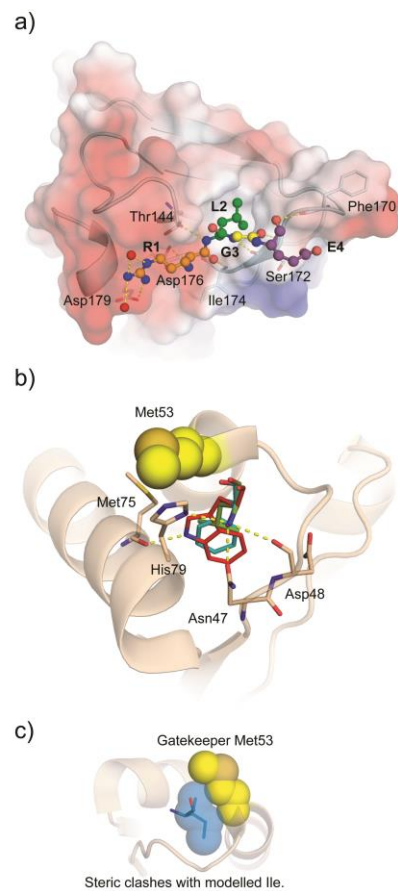 a)
Thr144
L2
Phe170
R1
G3
E4
Asp176
Ser172
Asp179
Ile174
b)
Met53
Met75
His79
Asp48
Asn47
c)
Gatekeeper Met53
Steric clashes with modelled Ile.